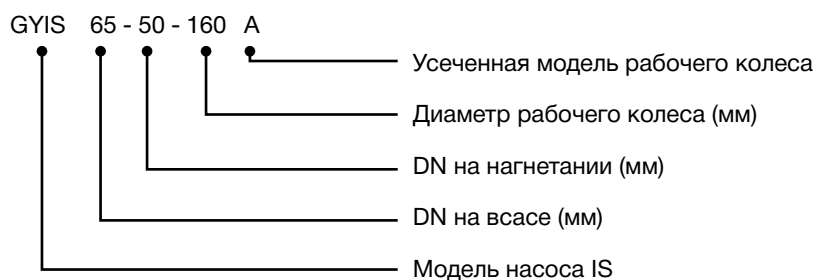 GYIS 65 - 50 - 160 A
Усеченная модель рабочего колеса
Диаметр рабочего колеса (мм)
DN на нагнетании (мм)
DN на всасе (мм)
Модель насоса IS